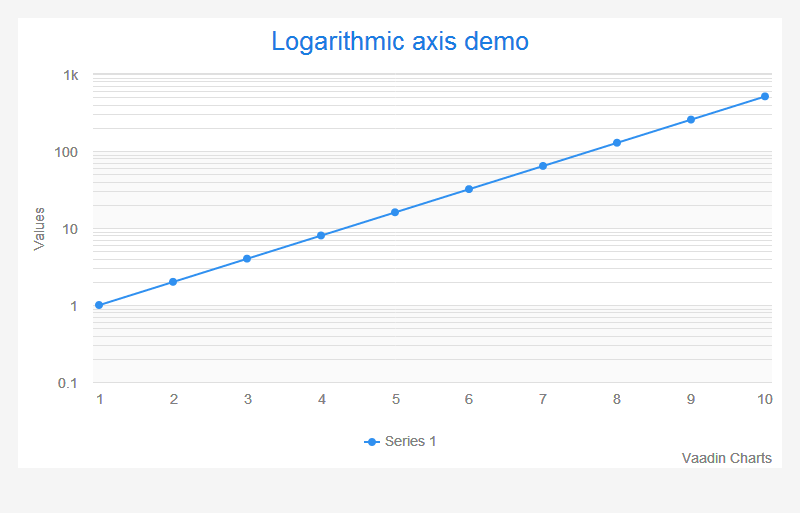 Logarithmic axis demo
1k
100
10
1
0.1
Values
1 2 3 4 5 6 7 8 9 10
Series 1
Vaadin Charts